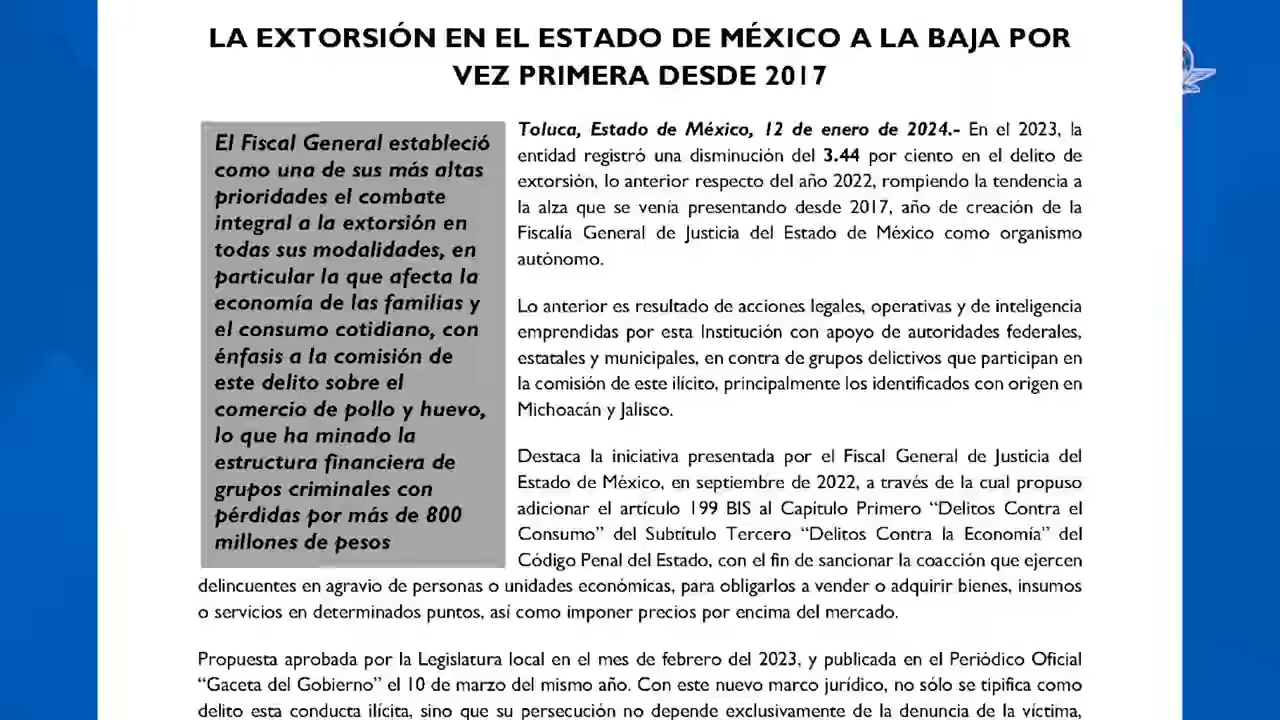 LA EXTORSIÓN EN EL ESTADO DE MÉXICO A LA BAJA POR
VEZ PRIMERA DESDE 2017
El Fiscal General estableció
como una de sus más altas
prioridades el combate
integral a la extorsión en
todas sus modalidades, en
particular la que afecta la
economía de las familias y
el consumo cotidiano, con
énfasis a la comisión de
este delito sobre el
comercio de pollo y huevo,
lo que ha minado la
estructura financiera de
grupos criminales con
pérdidas por más de 800
millones de pesos
Toluca, Estado de México, 12 de enero de 2024.- En el 2023, la
entidad registró una disminución del 3.44 por ciento en el delito de
extorsión, lo anterior respecto del año 2022, rompiendo la tendencia a
la alza que se venía presentando desde 2017, año de creación de la
Fiscalía General de Justicia del Estado de México como organismo
autónomo.
Lo anterior es resultado de acciones legales, operativas y de inteligencia
emprendidas por esta Institución con apoyo de autoridades federales,
estatales y municipales, en contra de grupos delictivos que participan en
la comisión de este ilícito, principalmente los identificados con origen en
Michoacán y Jalisco.
Destaca la iniciativa presentada por el Fiscal General de Justicia del
Estado de México, en septiembre de 2022, a través de la cual propuso
adicionar el artículo 199 BIS al Capítulo Primero “Delitos Contra el
Consumo” del Subtítulo Tercero “Delitos Contra la Economía” del
Código Penal del Estado, con el fin de sancionar la coacción que ejercen
delincuentes en agravio de personas o unidades económicas, para obligarlos a vender o adquirir bienes, insumos
o servicios en determinados puntos, así como imponer precios por encima del mercado.
Propuesta aprobada por la Legislatura local en el mes de febrero del 2023, y publicada en el Periódico Oficial
“Gaceta del Gobierno” el 10 de marzo del mismo año. Con este nuevo marco jurídico, no sólo se tipifica como
delito esta conducta ilícita, sino que su persecución no depende exclusivamente de la denuncia de la víctima,